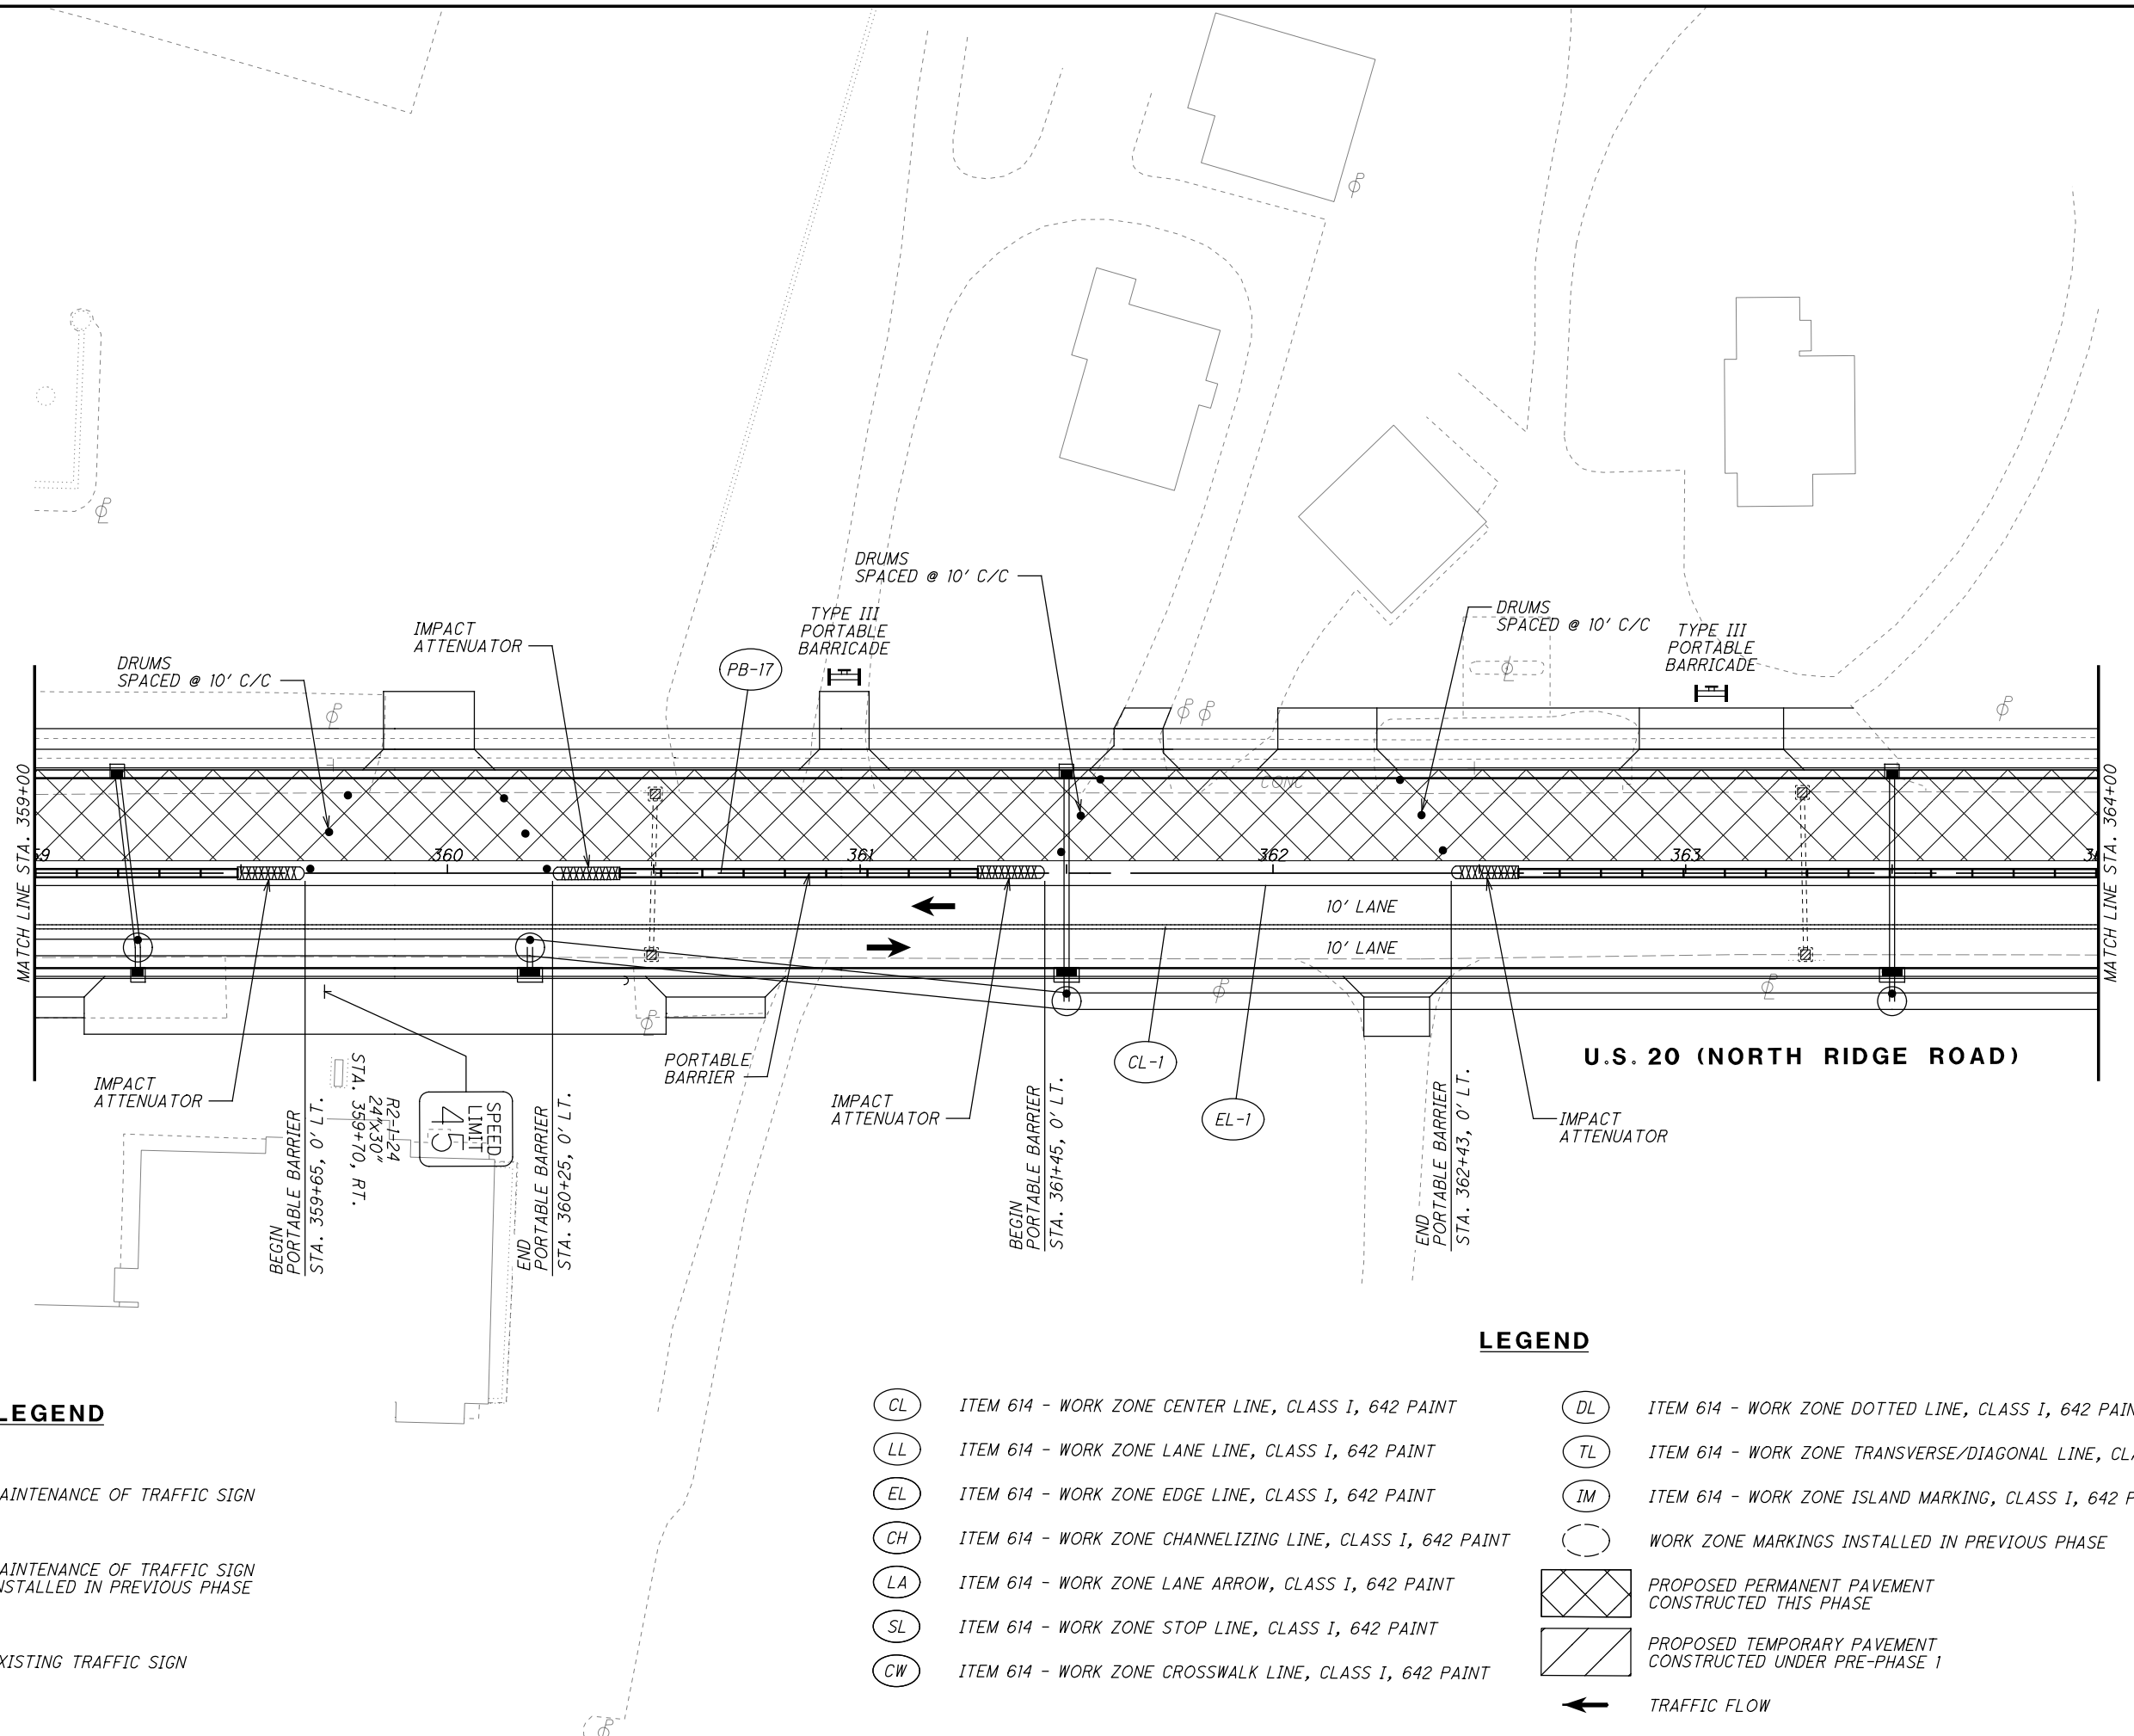 DRUMS
SPACED @ 10' C/C
DRUMS
SPACED @ 10' C/C
TYPE III
PORTABLE
BARRICADE
IMPACT
ATTENUATOR
DRUMS
SPACED @ 10' C/C
TYPE III
PORTABLE
BARRICADE
PB-17
CONC
MATCH LINE STA. 359+00
59
360
361
362
363
MATCH LINE STA. 364+00
10' LANE
10' LANE
IMPACT
ATTENUATOR
PORTABLE
BARRIER
IMPACT
ATTENUATOR
CL-1
EL-1
U.S. 20 (NORTH RIDGE ROAD)
IMPACT
ATTENUATOR
BEGIN
PORTABLE BARRIER
STA. 359+65, 0' LT.
SPEED
LIMIT
45
R2-1-24
24"x30"
STA. 359+70, RT.
END
PORTABLE BARRIER
STA. 360+25, 0' LT.
BEGIN
PORTABLE BARRIER
STA. 361+45, 0' LT.
END
PORTABLE BARRIER
STA. 362+43, 0' LT.
LEGEND
AINTENANCE OF TRAFFIC SIGN
AINTENANCE OF TRAFFIC SIGN
NSTALLED IN PREVIOUS PHASE
XISTING TRAFFIC SIGN
LEGEND
CL ITEM 614 - WORK ZONE CENTER LINE, CLASS I, 642 PAINT
LL ITEM 614 - WORK ZONE LANE LINE, CLASS I, 642 PAINT
EL ITEM 614 - WORK ZONE EDGE LINE, CLASS I, 642 PAINT
CH ITEM 614 - WORK ZONE CHANNELIZING LINE, CLASS I, 642 PAINT
LA ITEM 614 - WORK ZONE LANE ARROW, CLASS I, 642 PAINT
SL ITEM 614 - WORK ZONE STOP LINE, CLASS I, 642 PAINT
CW ITEM 614 - WORK ZONE CROSSWALK LINE, CLASS I, 642 PAINT
DL ITEM 614 - WORK ZONE DOTTED LINE, CLASS I, 642 PAIN
TL ITEM 614 - WORK ZONE TRANSVERSE/DIAGONAL LINE, CLA
IM ITEM 614 - WORK ZONE ISLAND MARKING, CLASS I, 642 P
WORK ZONE MARKINGS INSTALLED IN PREVIOUS PHASE
PROPOSED PERMANENT PAVEMENT
CONSTRUCTED THIS PHASE
PROPOSED TEMPORARY PAVEMENT
CONSTRUCTED UNDER PRE-PHASE 1
TRAFFIC FLOW